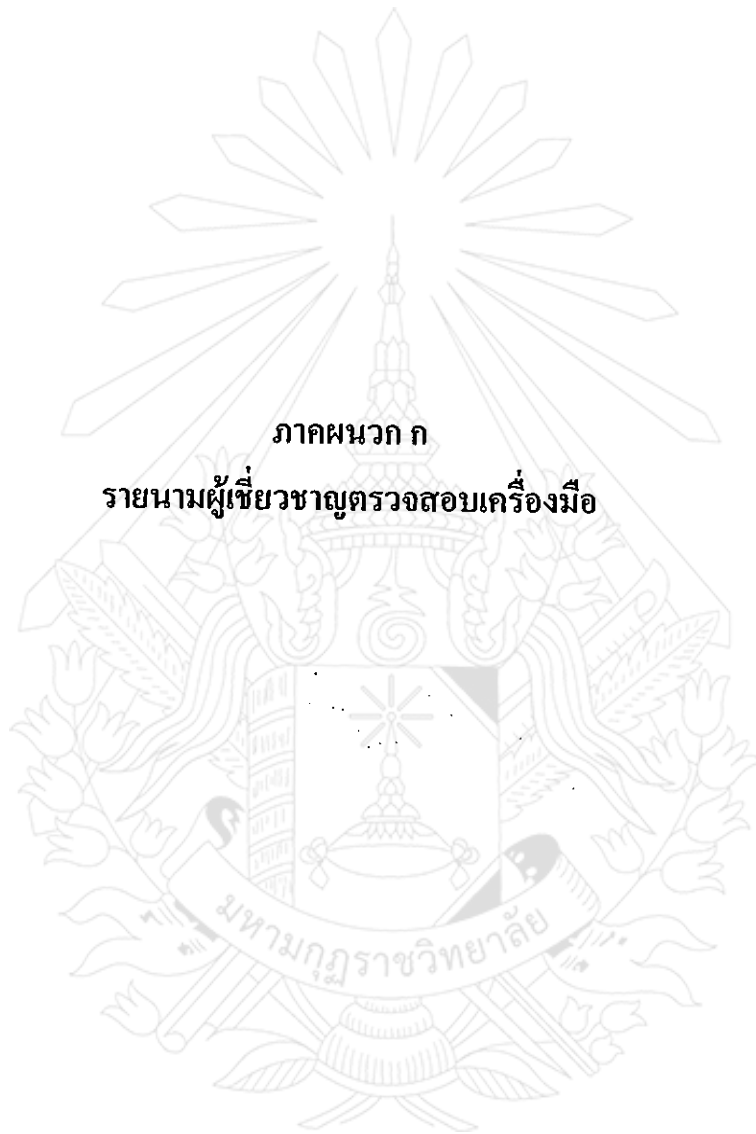 ภาคผนวก ก
รายนามผู้เชี่ยวชาญตรวจสอบเครื่องมือ
มหามกุฏราชวิทยาลัย